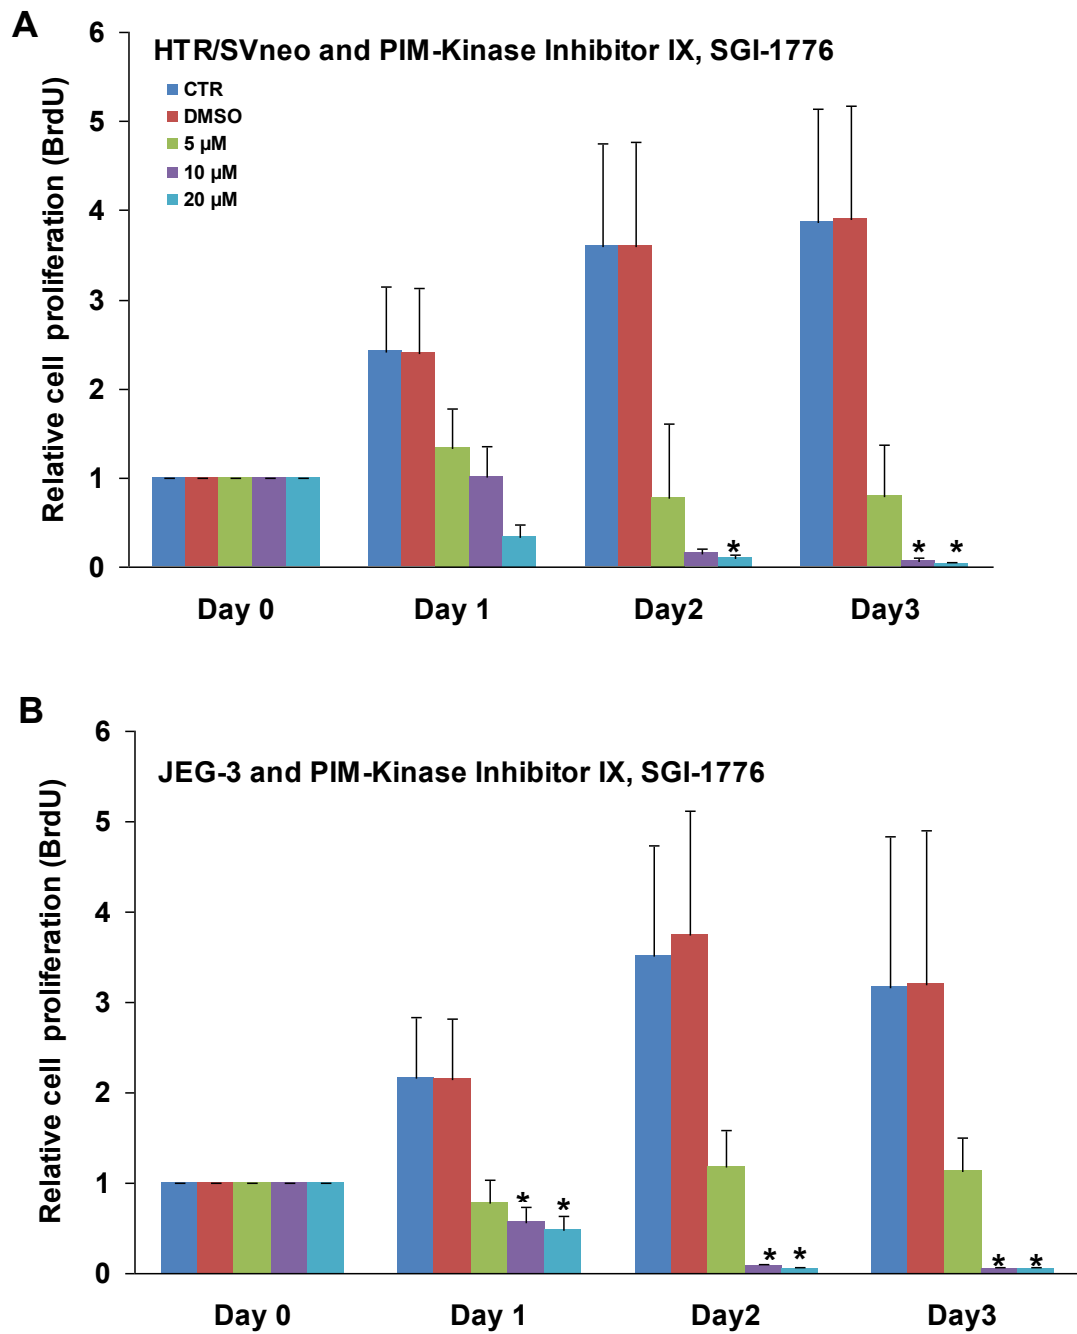 A
HTR/SVneo and PIM-Kinase Inhibitor IX, SGI-1776
CTR
DMSO
5 µM
10 µM
20 µM
Relative cell proliferation (BrdU)
6
5
4
3
2
1
0
*
* *
Day 0 Day 1 Day2 Day3
B
JEG-3 and PIM-Kinase Inhibitor IX, SGI-1776
Relative cell proliferation (BrdU)
6
5
4
3
2
1
0
* *
* *
* *
Day 0 Day 1 Day2 Day3